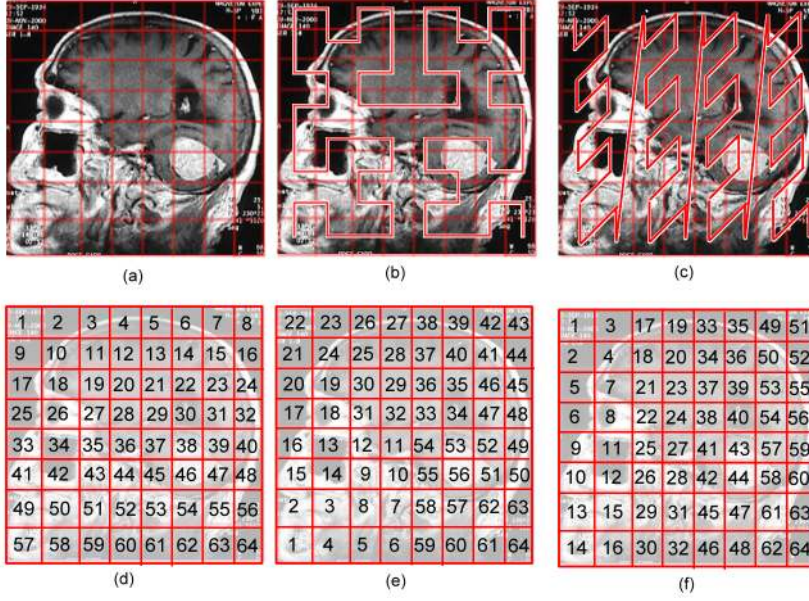 (a)
(b)
(c)
1 2 3 4 5 6 7 8
9 10 11 12 13 14 15 16
17 18 19 20 21 22 23 24
25 26 27 28 29 30 31 32
33 34 35 36 37 38 39 40
41 42 43 44 45 46 47 48
49 50 51 52 53 54 55 56
57 58 59 60 61 62 63 64
(d)
22 23 26 27 38 39 42 43
21 24 25 28 37 40 41 44
20 19 30 29 36 35 46 45
17 18 31 32 33 34 47 48
16 13 12 11 54 53 52 49
15 14 9 10 55 56 51 50
2 3 8 7 58 57 62 63
1 4 5 6 59 60 61 64
(e)
1 3 17 19 33 35 49 51
2 4 18 20 34 36 50 52
5 7 21 23 37 39 53 55
6 8 22 24 38 40 54 56
9 11 25 27 41 43 57 59
10 12 26 28 42 44 58 60
13 15 29 31 45 47 61 63
14 16 30 32 46 48 62 64
(f)